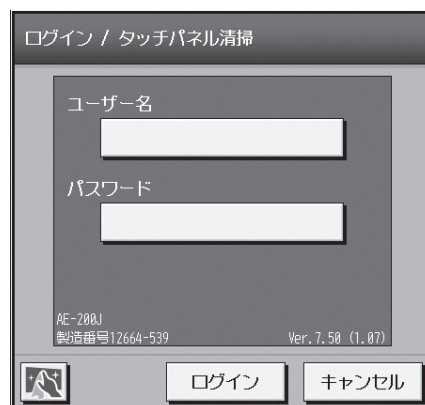 ログイン / タッチパネル清掃
ユーザー名
パスワード
AE-200J
製造番号12664-539
Ver.7.50 (1.07)
ログイン
キャンセル